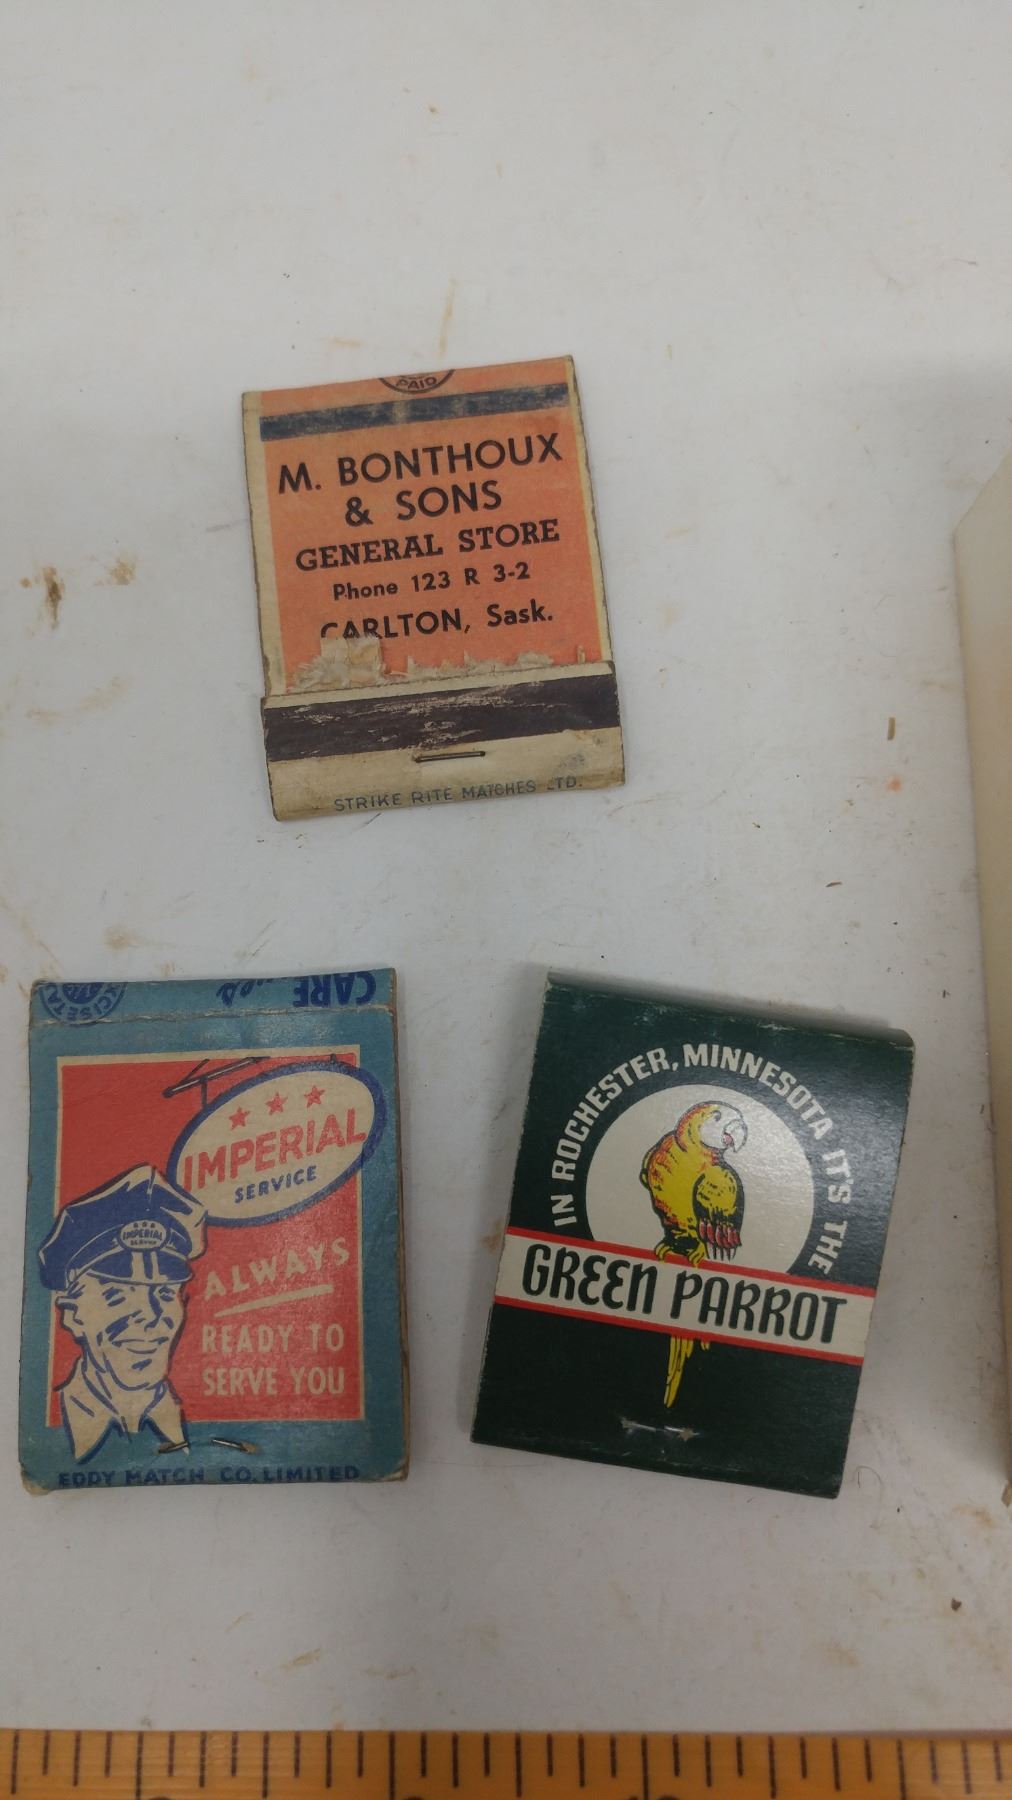 PAID
M. BONTHOUX
& SONS
GENERAL STORE
Phone 123 R 3-2
CARLTON, Sask.
STRIKE RITE MATCHES LTD.
CARE
IMPERIAL
SERVICE
IMPERIAL
SERVICE
ALWAYS
READY TO
SERVE YOU
EDDY MATCH CO. LIMITED
IN ROCHESTER, MINNESOTA IT'S THE
GREEN PARROT